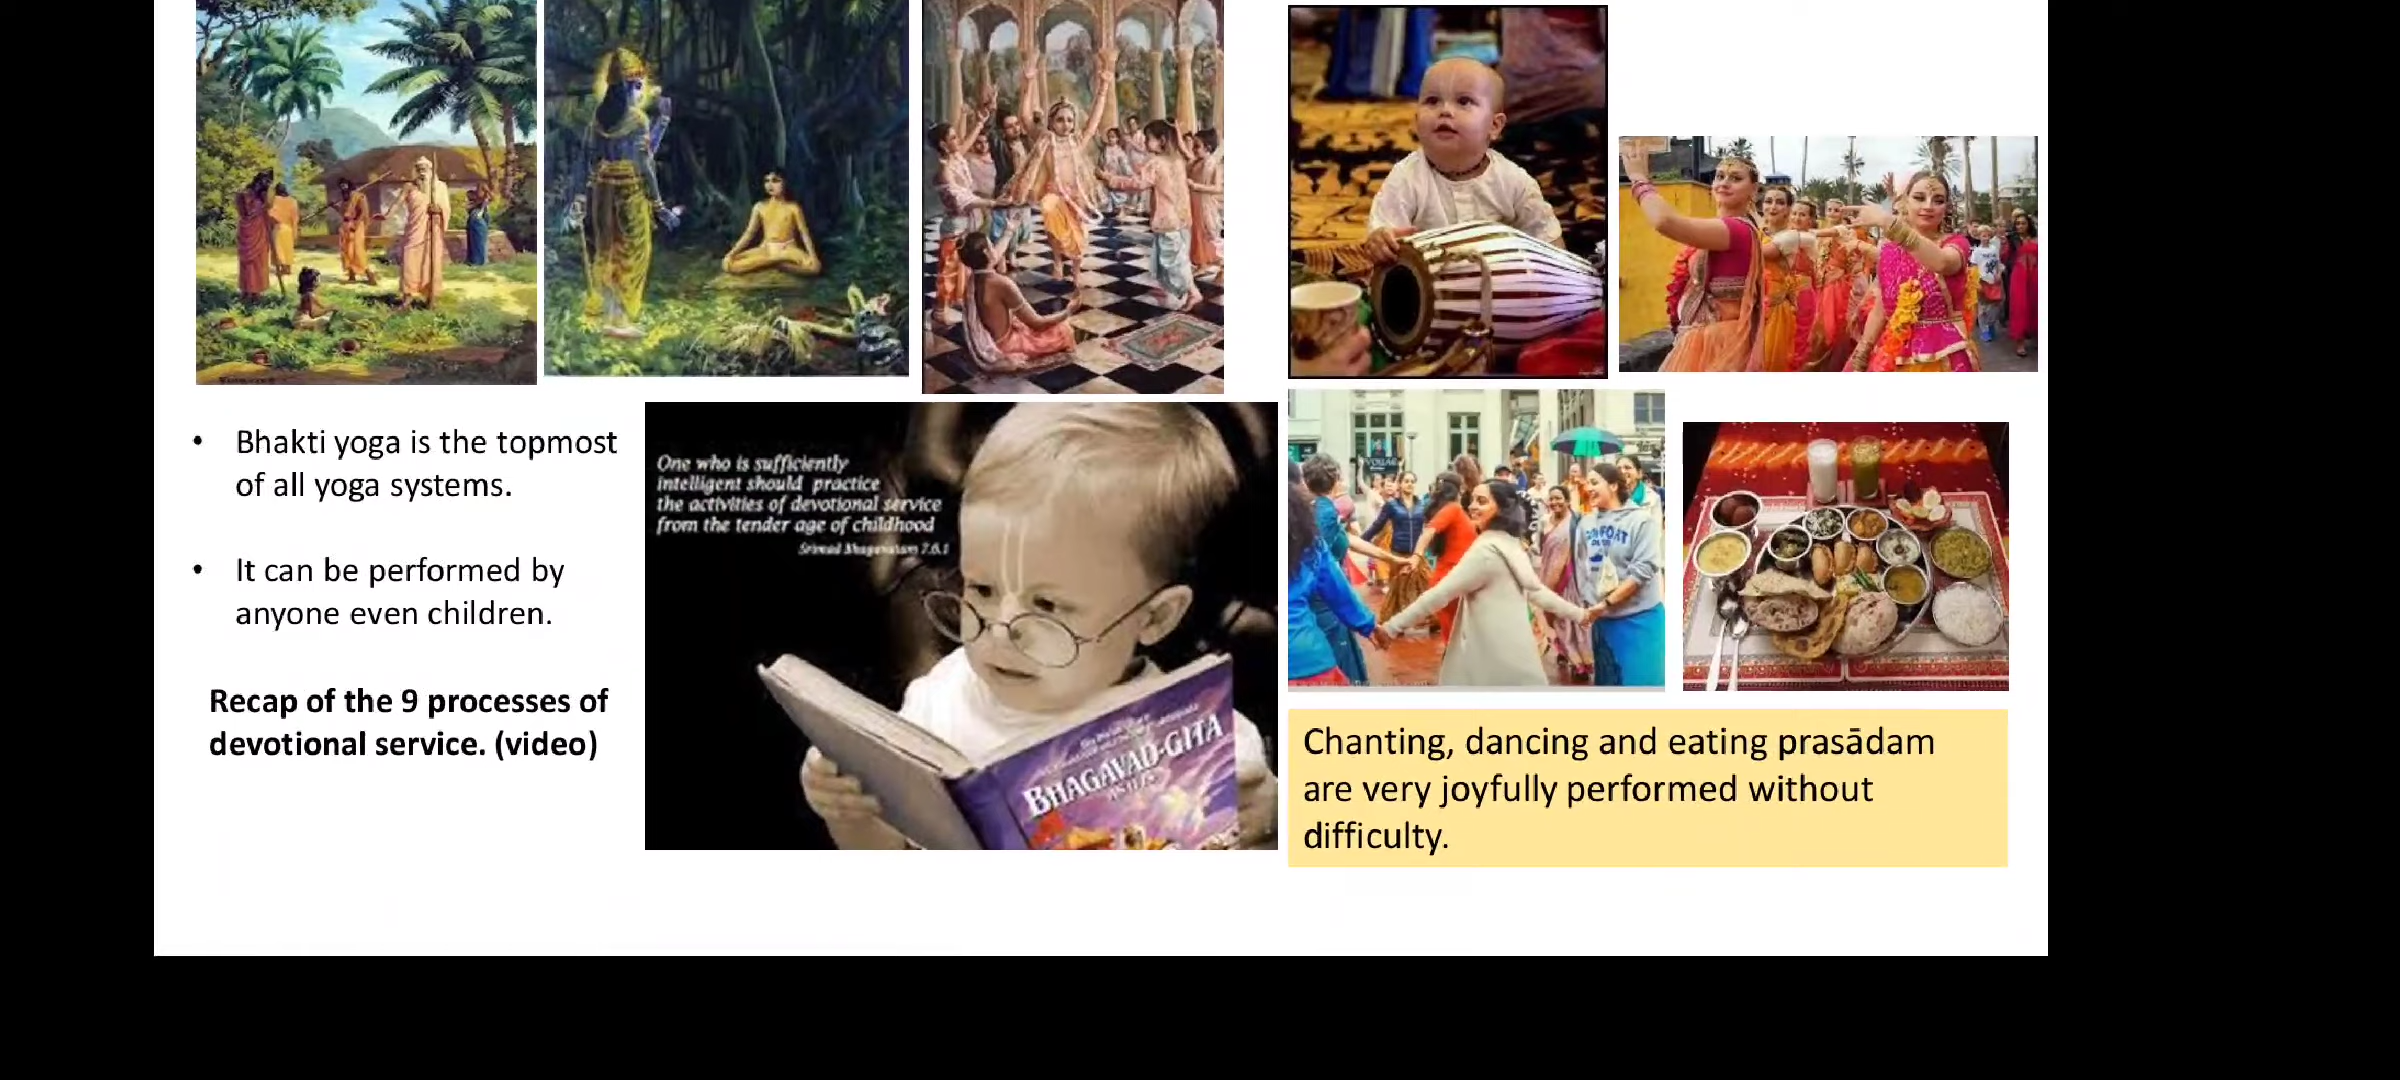 • Bhakti yoga is the topmost
of all yoga systems.
• It can be performed by
anyone even children.
Recap of the 9 processes of
devotional service. (video)
One who is sufficiently
intelligent should practice
the activities of devotional service
from the tender age of childhood
Srimad Bhagavatam 7.6.1
BHAGAVAD-GITA
AS IT IS
Chanting, dancing and eating prasādam
are very joyfully performed without
difficulty.